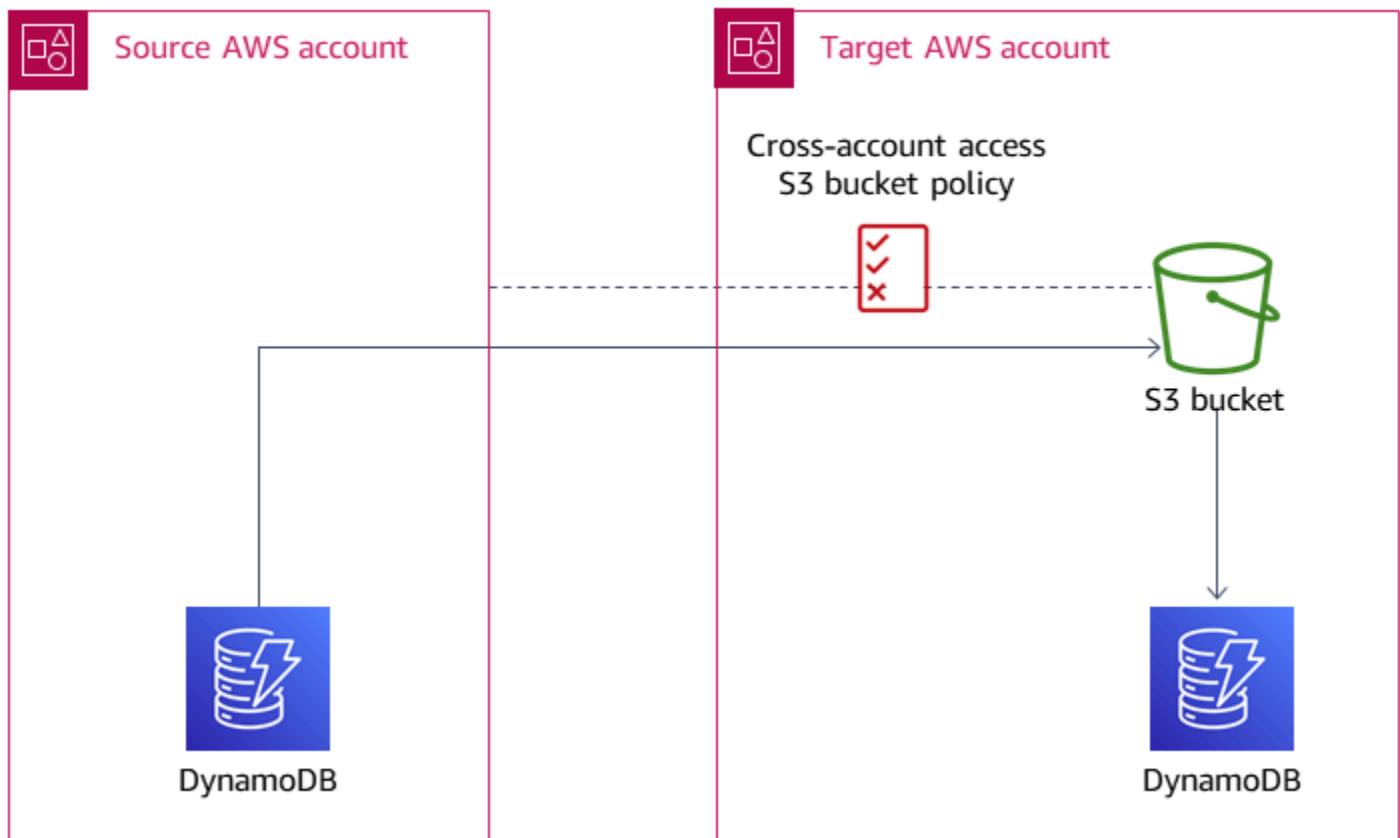 Source AWS account
Target AWS account
Cross-account access
S3 bucket policy
S3 bucket
DynamoDB
DynamoDB